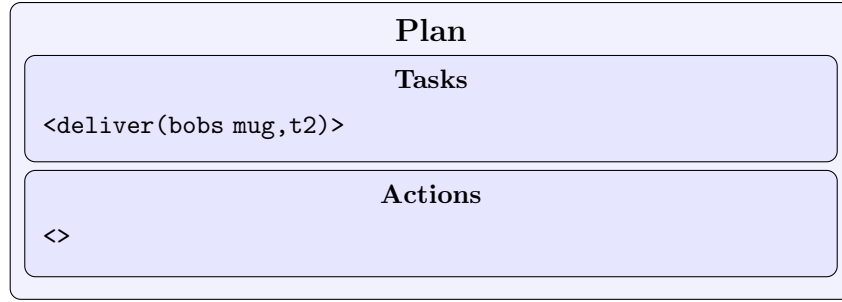 Plan
Tasks
<deliver(bobs mug,t2)>
Actions
<>